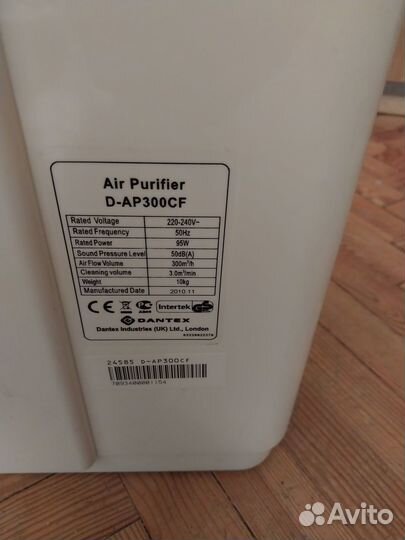 Air Purifier
D-AP300CF
Rated Voltage 220-240V~
Rated Frequency 50Hz
Rated Power 95W
Sound Pressure Level 50dB(A)
Air Flow Volume 300m³/h
Cleaning volume 3.0m³/min
Weight 10kg
Manufactured Date 2010.11
CE Intertek GS
DANTEX
Dantex Industries (UK) Ltd., London
24585 D-AP300CF
Avito